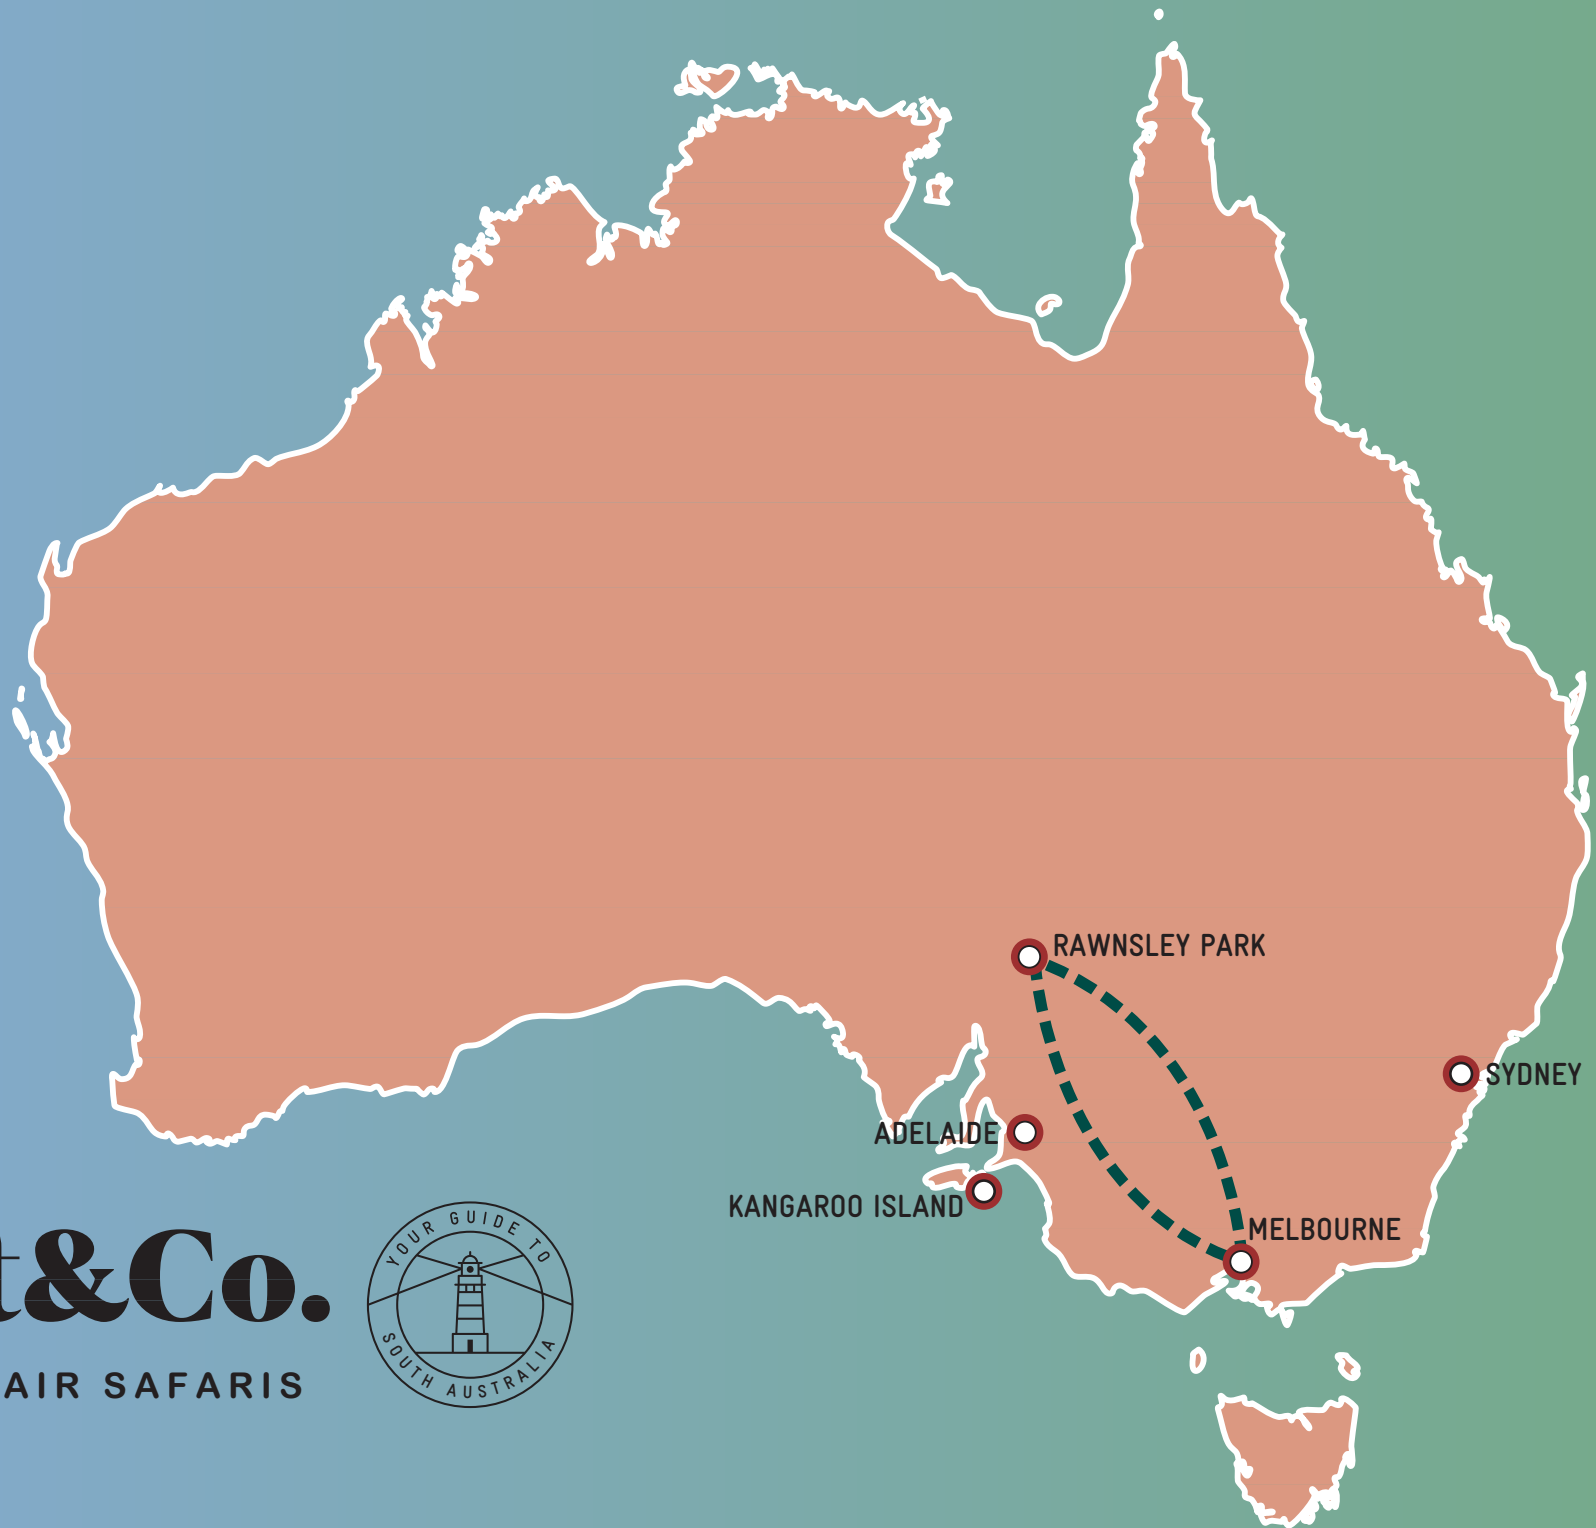 RAWNSLEY PARK
SYDNEY
ADELAIDE
KANGAROO ISLAND
MELBOURNE
t&Co.
AIR SAFARIS
YOUR GUIDE TO
SOUTH AUSTRALIA